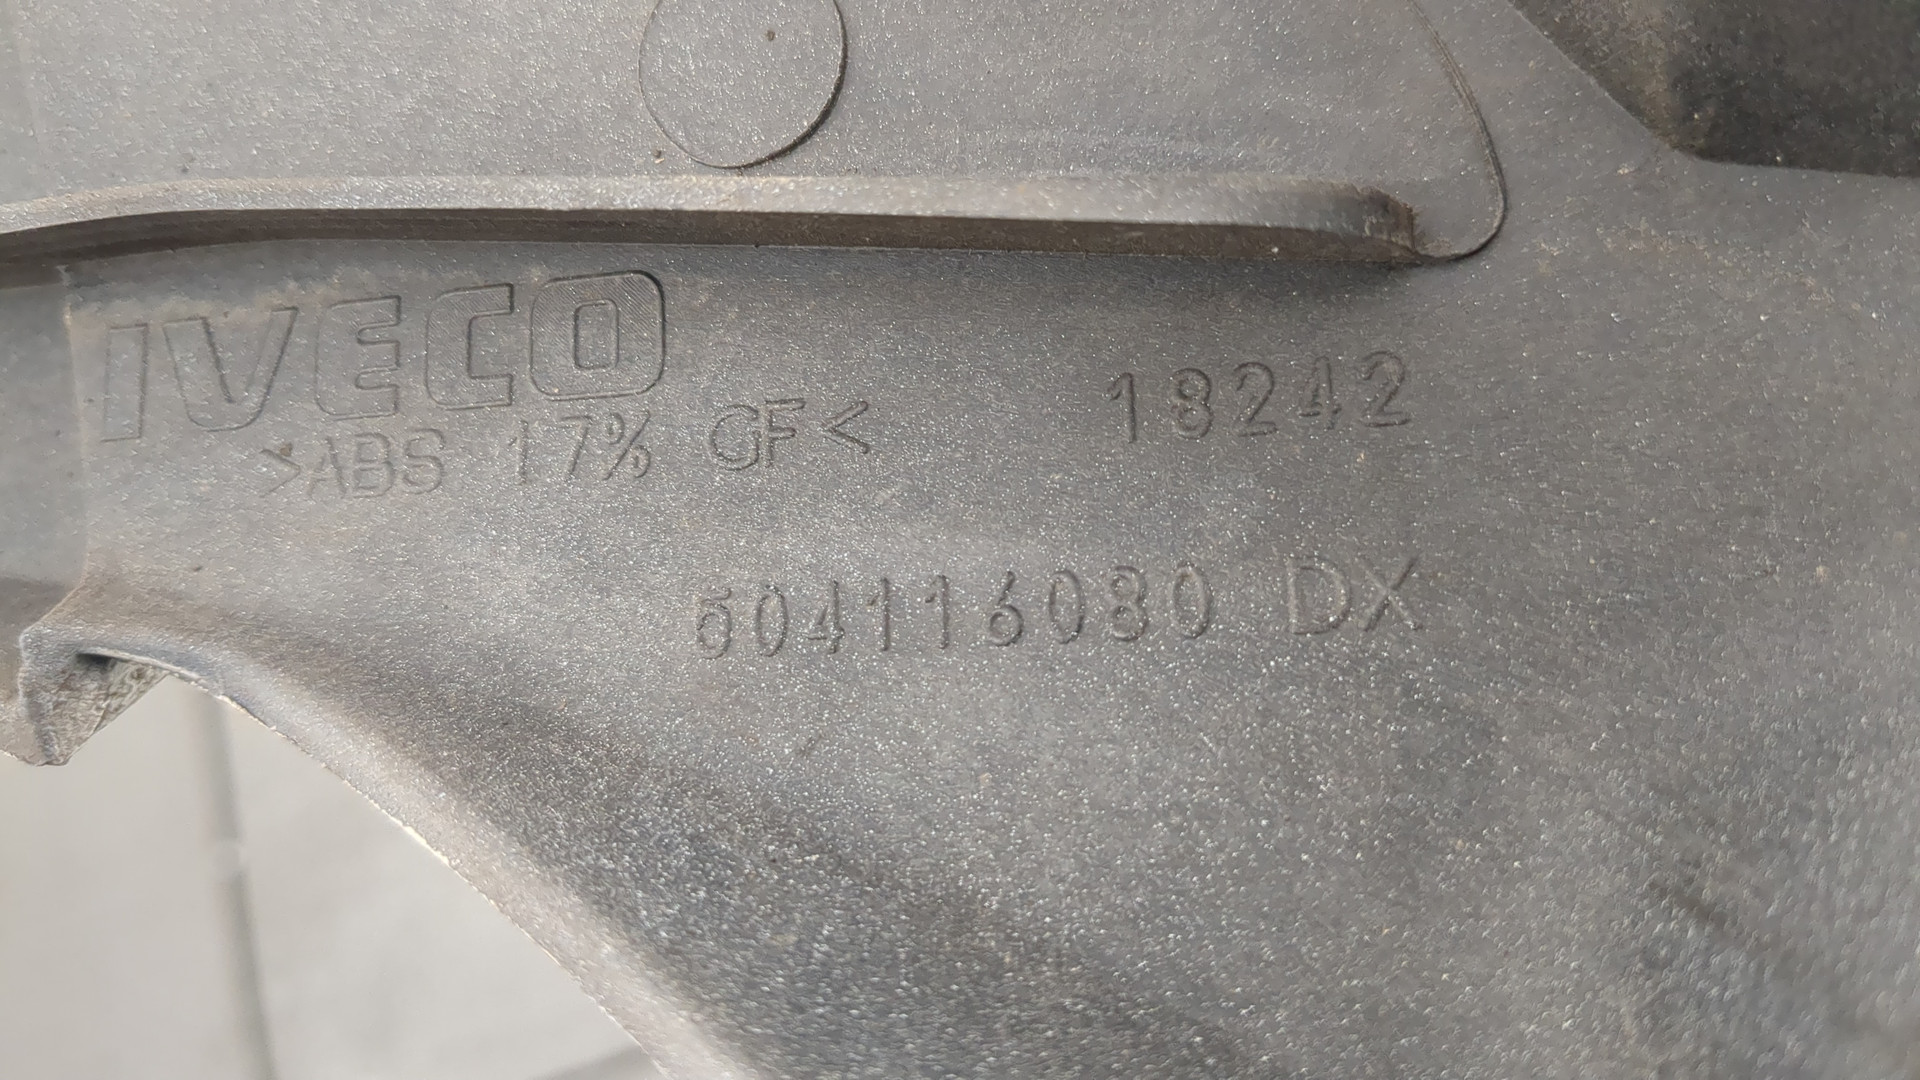 IVECO
>ABS 17% GF< 18242
504116080 DX